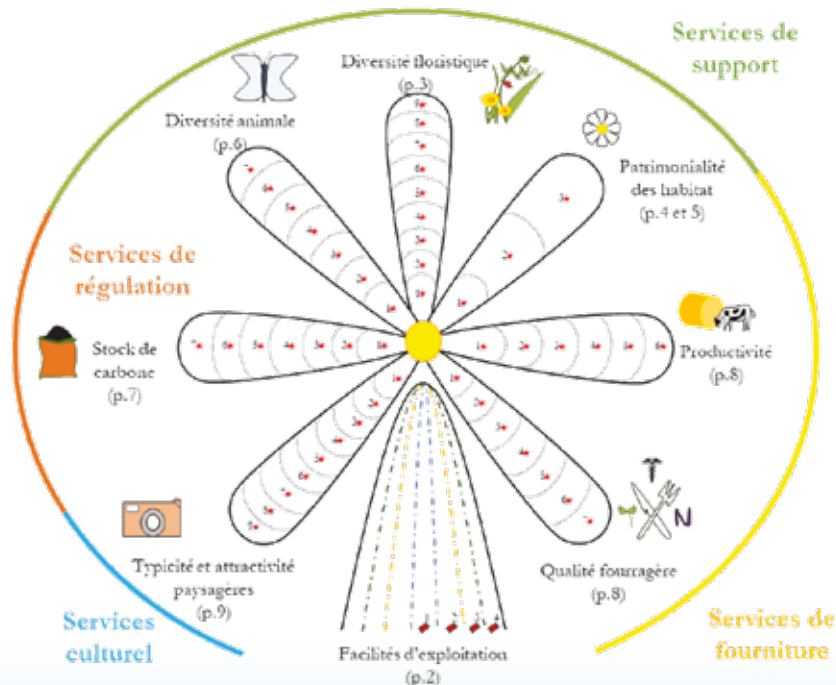 Services de
support
Diversité floristique
(p.3)
Diversité animale
(p.6)
Patrimonialité
des habitat
(p.4 et 5)
Services de
régulation
Stock de
carbone
(p.7)
Productivité
(p.8)
Typicité et attractivité
paysagères
(p.9)
Qualité fourragère
(p.8)
N
Services
culturel
Facilités d'exploitation
(p.2)
Services de
fourniture